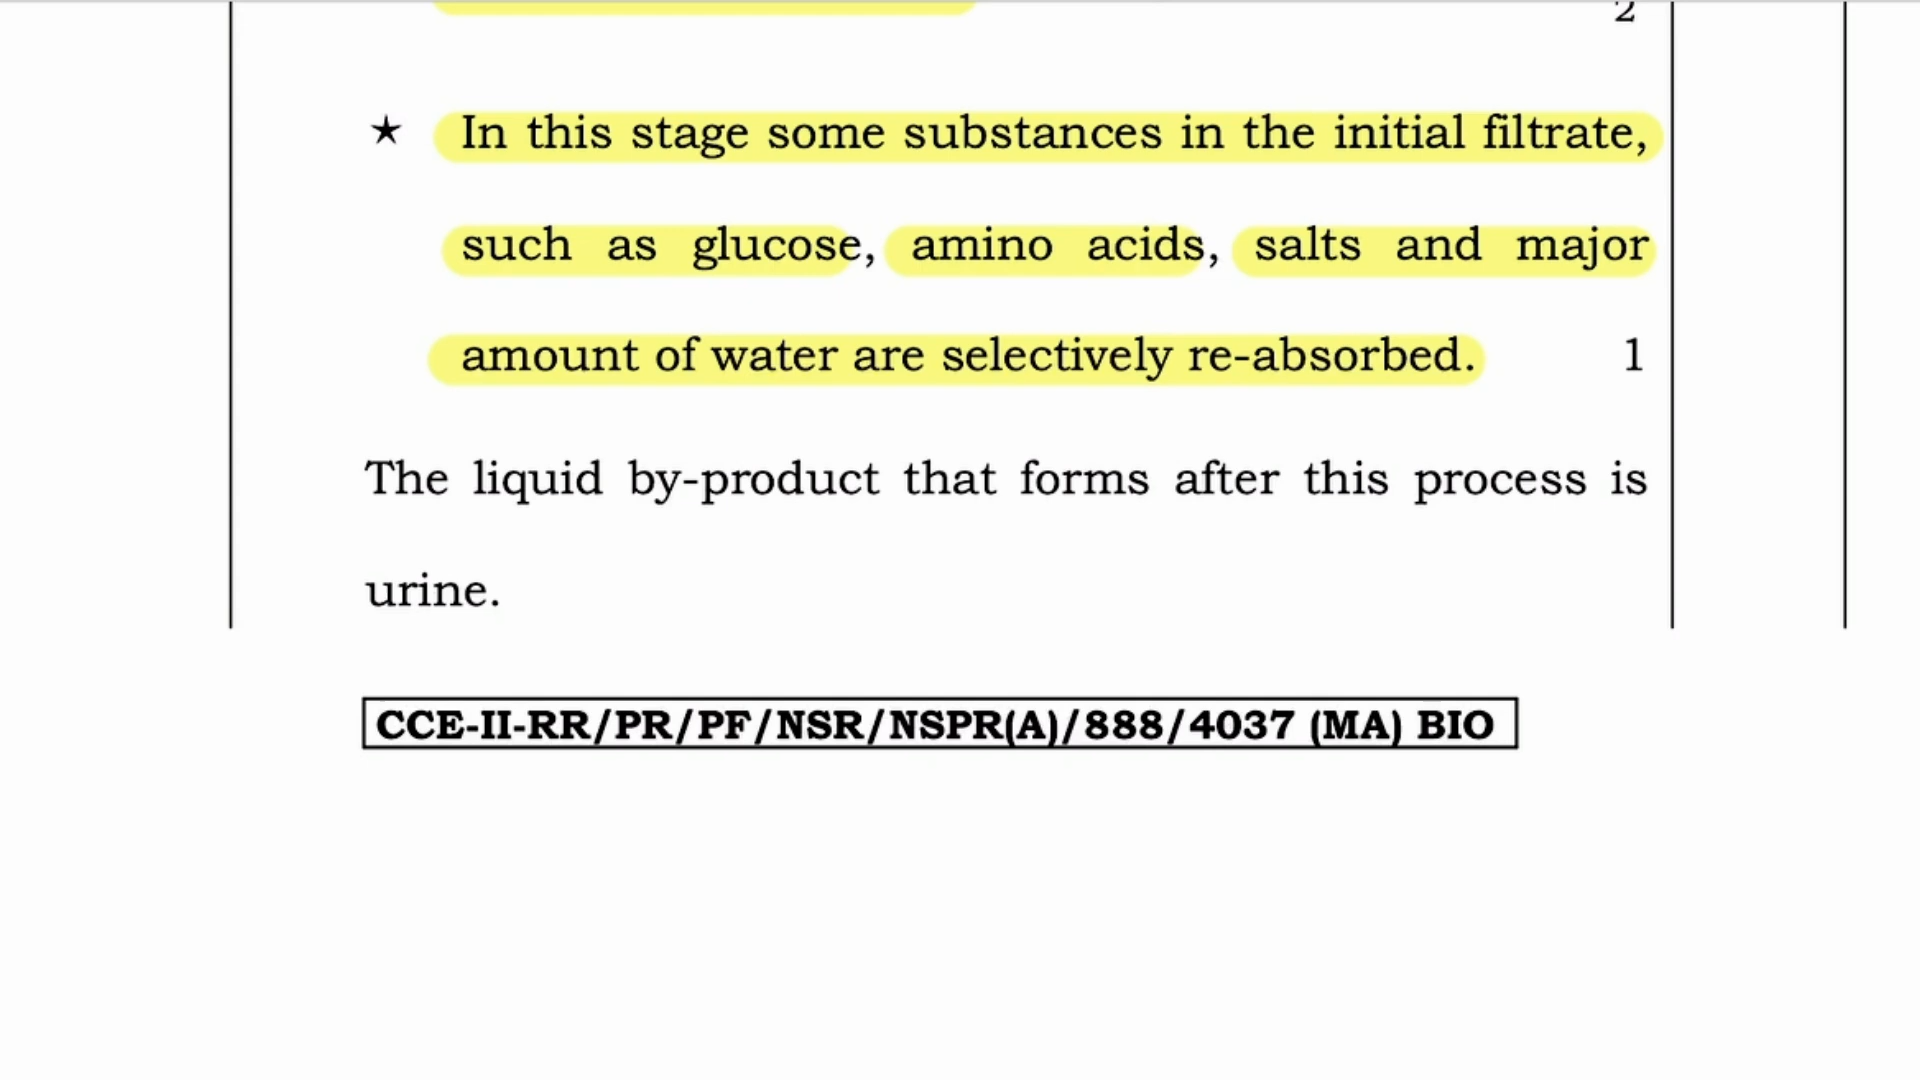 2
★ In this stage some substances in the initial filtrate,
such as glucose, amino acids, salts and major
amount of water are selectively re-absorbed. 1
The liquid by-product that forms after this process is
urine.
CCE-II-RR/PR/PF/NSR/NSPR(A)/888/4037 (MA) BIO